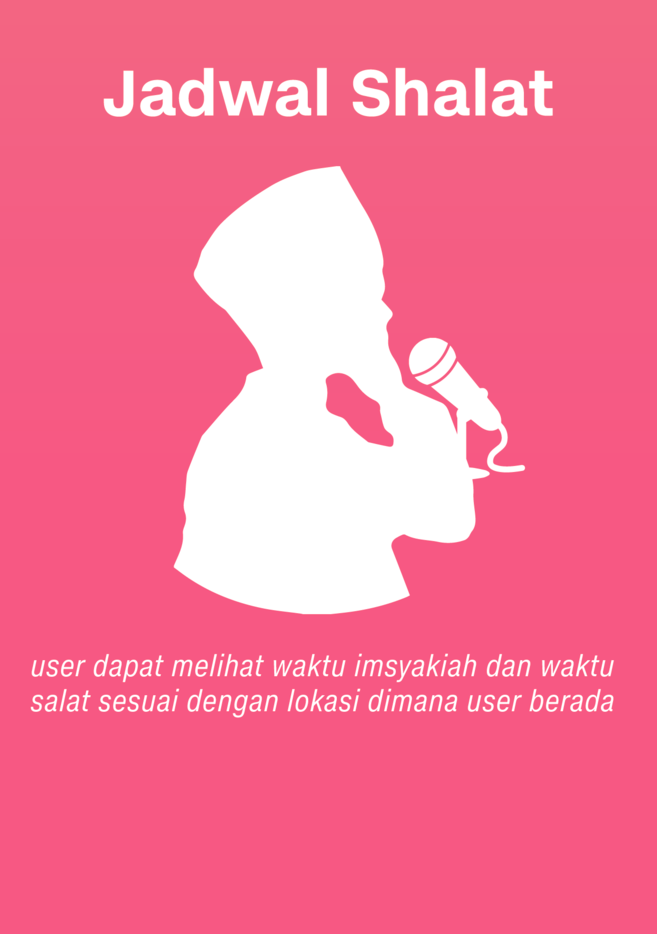 Jadwal Shalat
user dapat melihat waktu imsyakiah dan waktu
salat sesuai dengan lokasi dimana user berada